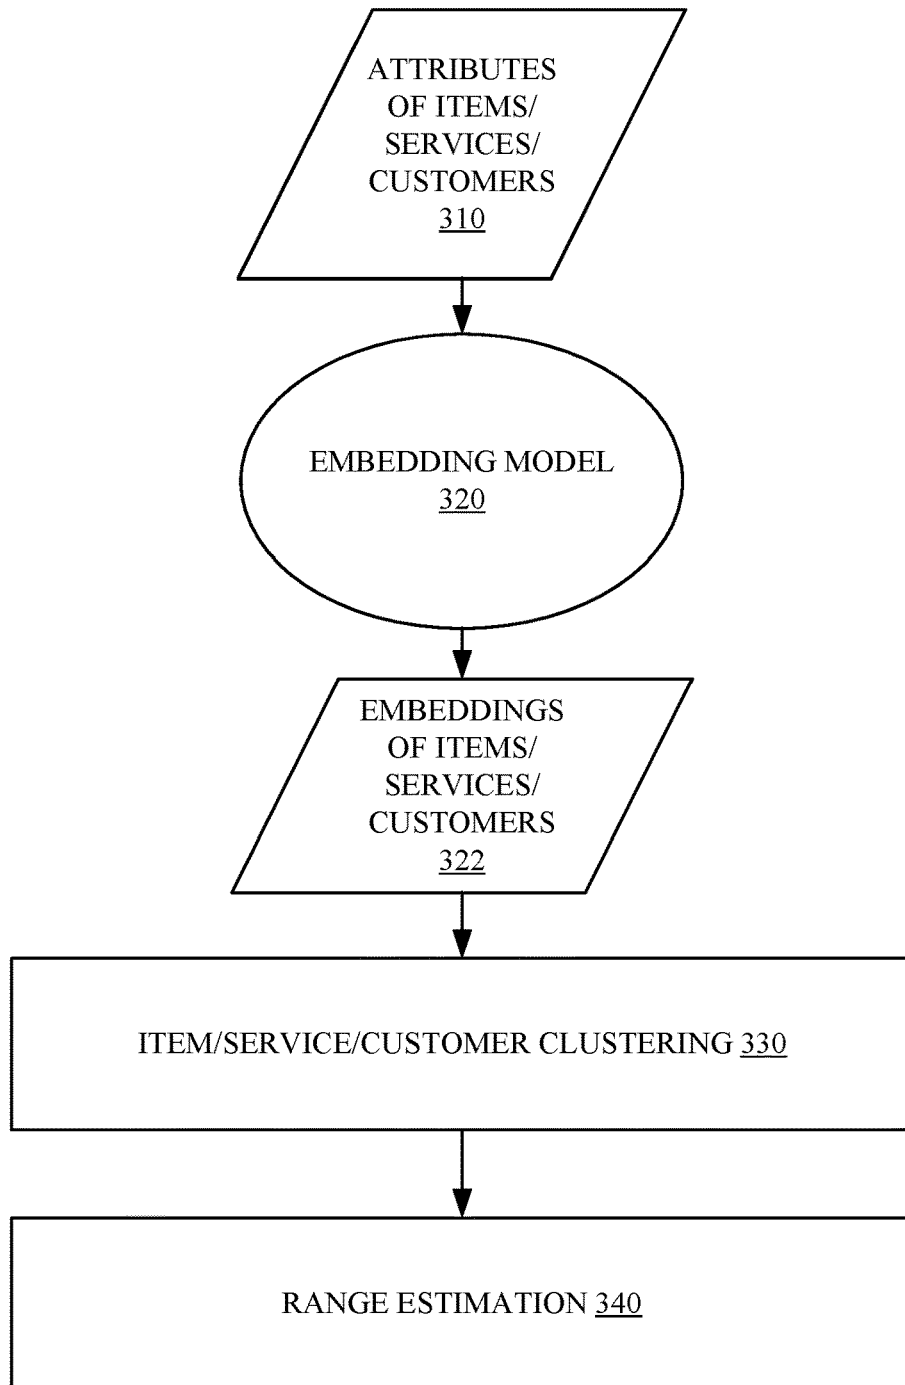 ATTRIBUTES
OF ITEMS/
SERVICES/
CUSTOMERS
310
EMBEDDING MODEL
320
EMBEDDINGS
OF ITEMS/
SERVICES/
CUSTOMERS
322
ITEM/SERVICE/CUSTOMER CLUSTERING 330
RANGE ESTIMATION 340